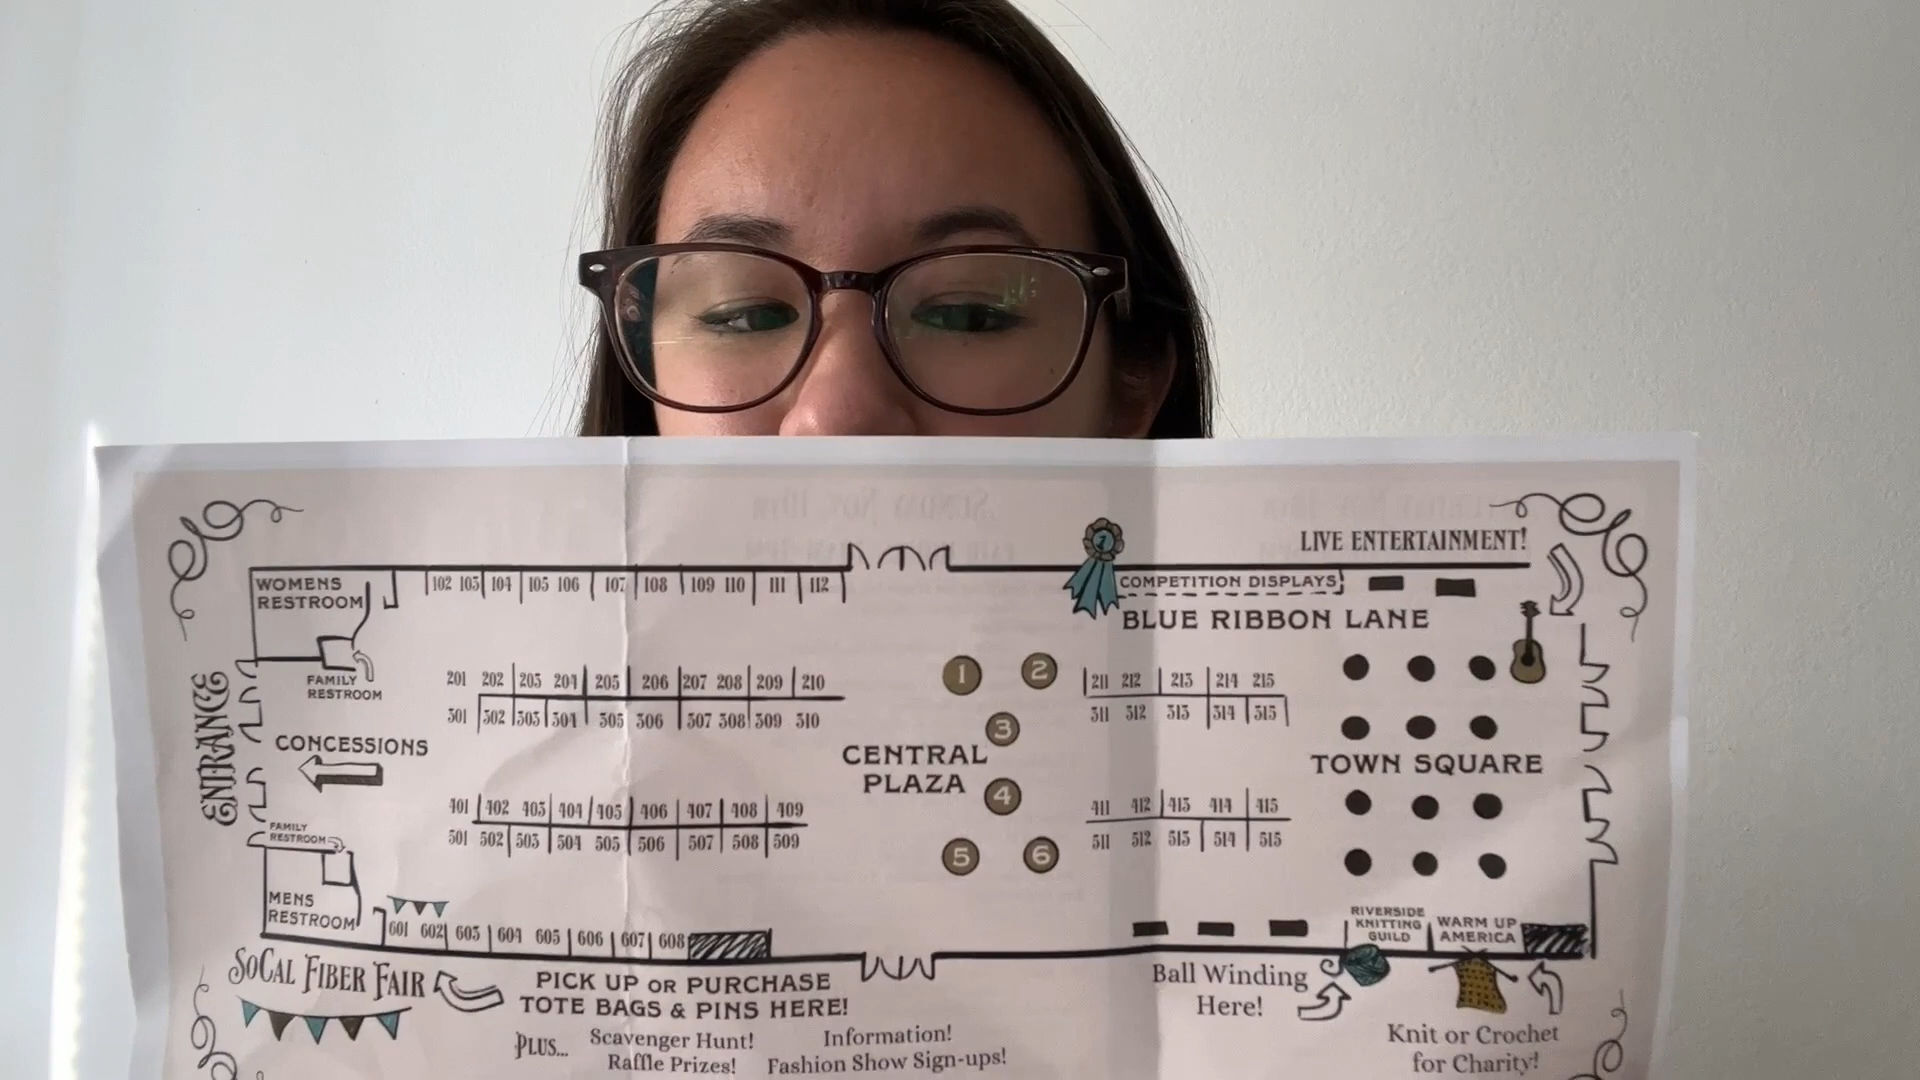 LIVE ENTERTAINMENT!
1
COMPETITION DISPLAYS
BLUE RIBBON LANE
WOMENS
RESTROOM
102 103 104 105 106 107 108 109 110 111 112
FAMILY
RESTROOM
ENTRANCE
201 202 203 204 205 206 207 208 209 210
301 302 303 304 305 306 307 308 309 310
1
2
3
4
5
6
211 212 213 214 215
311 312 313 314 315
CONCESSIONS
CENTRAL
PLAZA
TOWN SQUARE
401 402 403 404 405 406 407 408 409
501 502 503 504 505 506 507 508 509
411 412 413 414 415
511 512 513 514 515
FAMILY
RESTROOM
MENS
RESTROOM
601 602 603 604 605 606 607 608
RIVERSIDE
KNITTING
GUILD
WARM UP
AMERICA
SOCAL FIBER FAIR
PICK UP OR PURCHASE
TOTE BAGS & PINS HERE!
PLUS...
Scavenger Hunt!
Raffle Prizes!
Information!
Fashion Show Sign-ups!
Ball Winding
Here!
Knit or Crochet
for Charity!